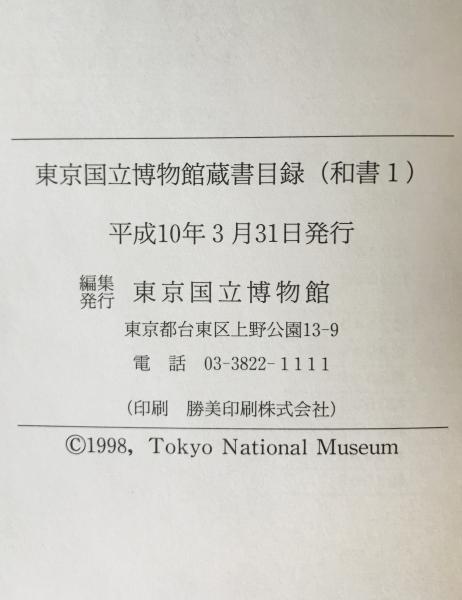 東京国立博物館蔵書目録（和書１）
平成10年３月31日発行
編集
発行 東京国立博物館
東京都台東区上野公園13-9
電　話　03-3822-1111
（印刷　勝美印刷株式会社）
©1998, Tokyo National Museum